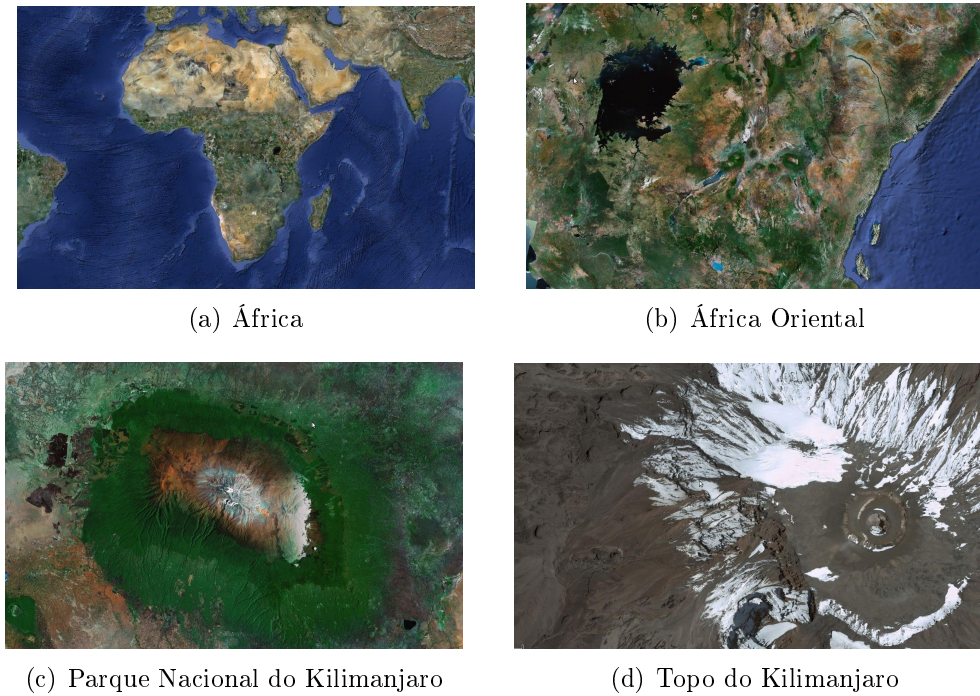 (a) África
(b) África Oriental
(c) Parque Nacional do Kilimanjaro
(d) Topo do Kilimanjaro